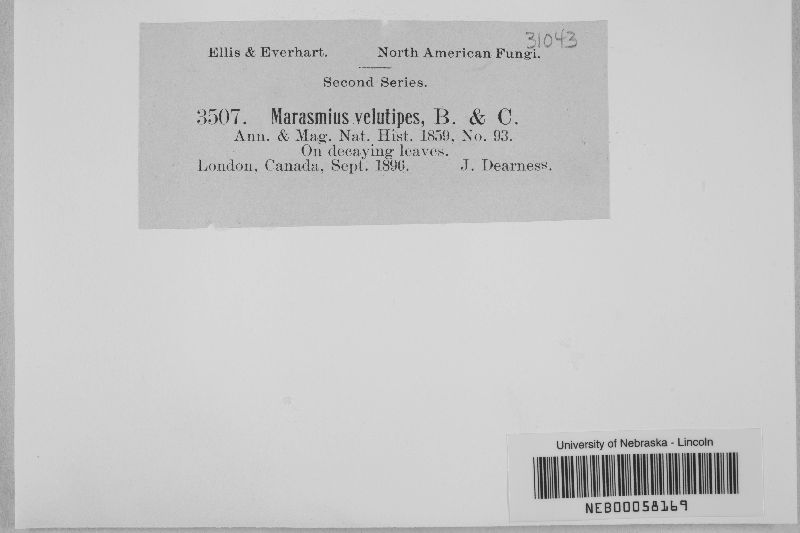 31043
Ellis & Everhart. North American Fungi.
Second Series.
3507. Marasmius velutipes, B. & C.
Ann. & Mag. Nat. Hist. 1859, No. 93.
On decaying leaves.
London, Canada, Sept. 1896. J. Dearness.
University of Nebraska - Lincoln
NEB00058169